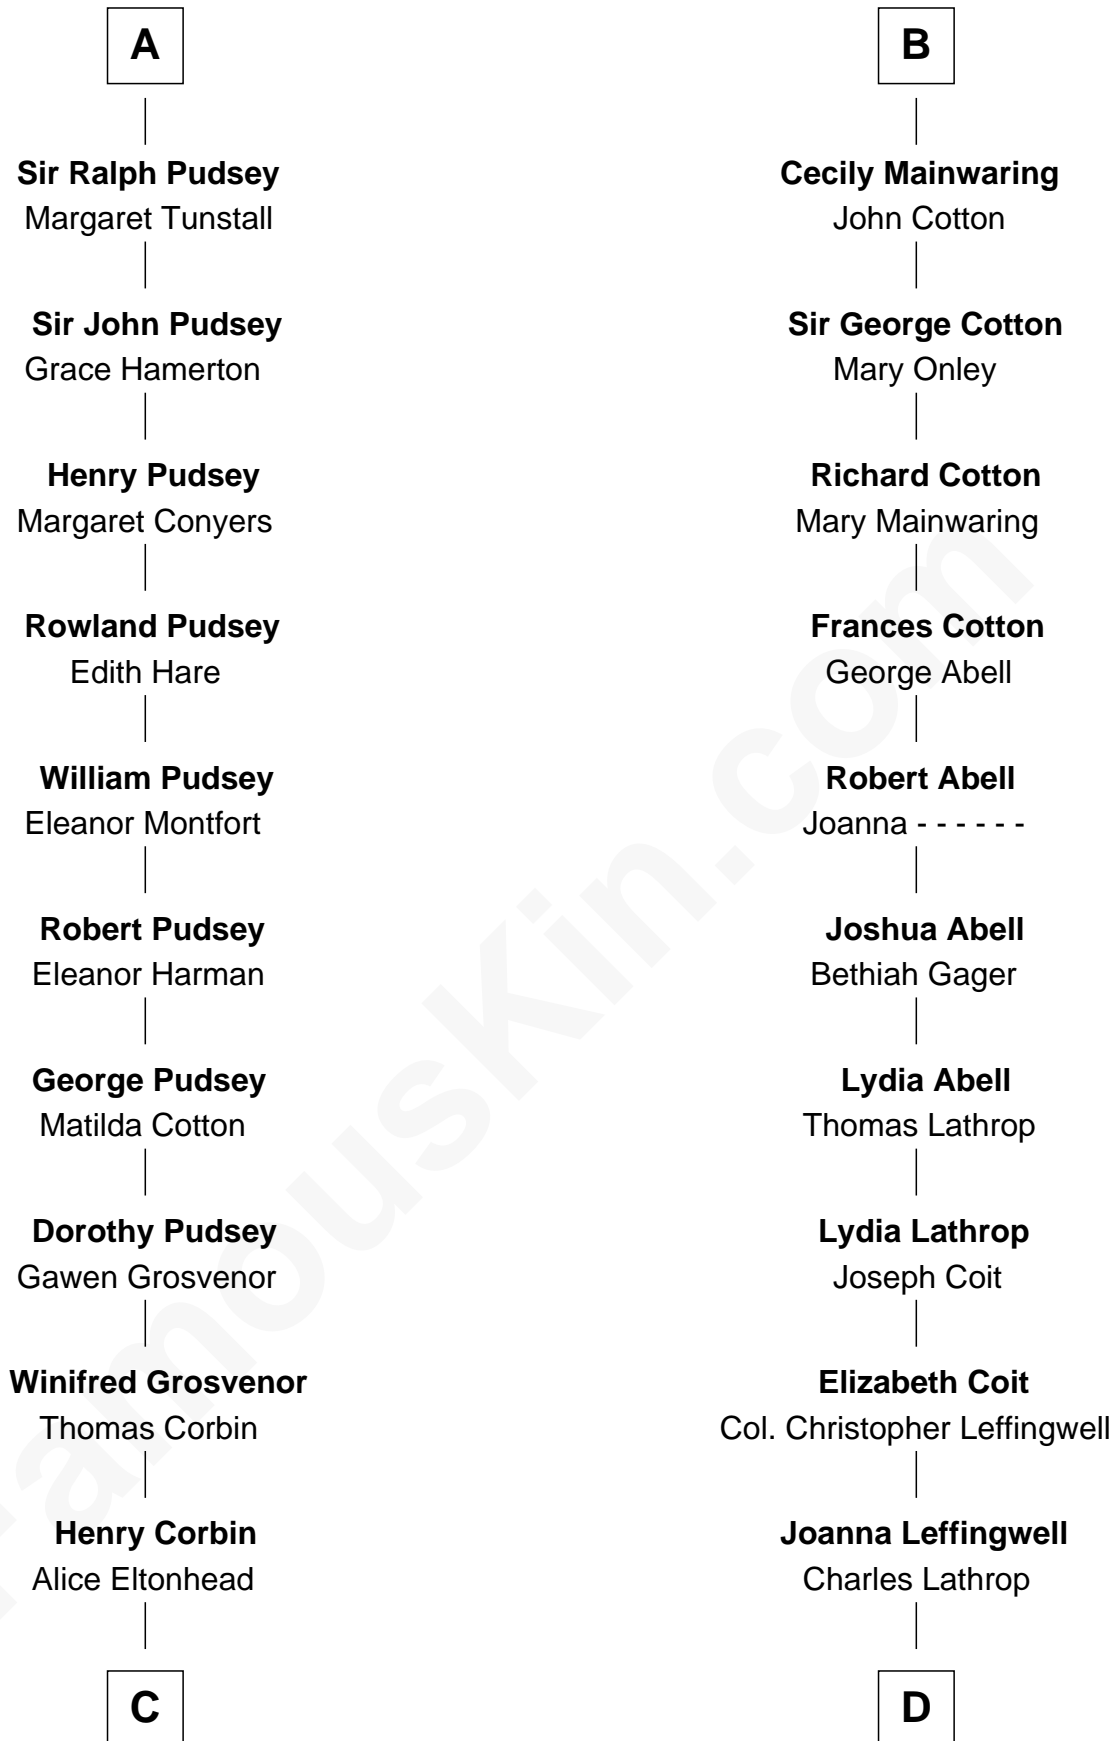 A
Sir Ralph Pudsey
Margaret Tunstall
Sir John Pudsey
Grace Hamerton
Henry Pudsey
Margaret Conyers
Rowland Pudsey
Edith Hare
William Pudsey
Eleanor Montfort
Robert Pudsey
Eleanor Harman
George Pudsey
Matilda Cotton
Dorothy Pudsey
Gawen Grosvenor
Winifred Grosvenor
Thomas Corbin
Henry Corbin
Alice Eltonhead
C
B
Cecily Mainwaring
John Cotton
Sir George Cotton
Mary Onley
Richard Cotton
Mary Mainwaring
Frances Cotton
George Abell
Robert Abell
Joanna - - - - - -
Joshua Abell
Bethiah Gager
Lydia Abell
Thomas Lathrop
Lydia Lathrop
Joseph Coit
Elizabeth Coit
Col. Christopher Leffingwell
Joanna Leffingwell
Charles Lathrop
D
FamousKin.com